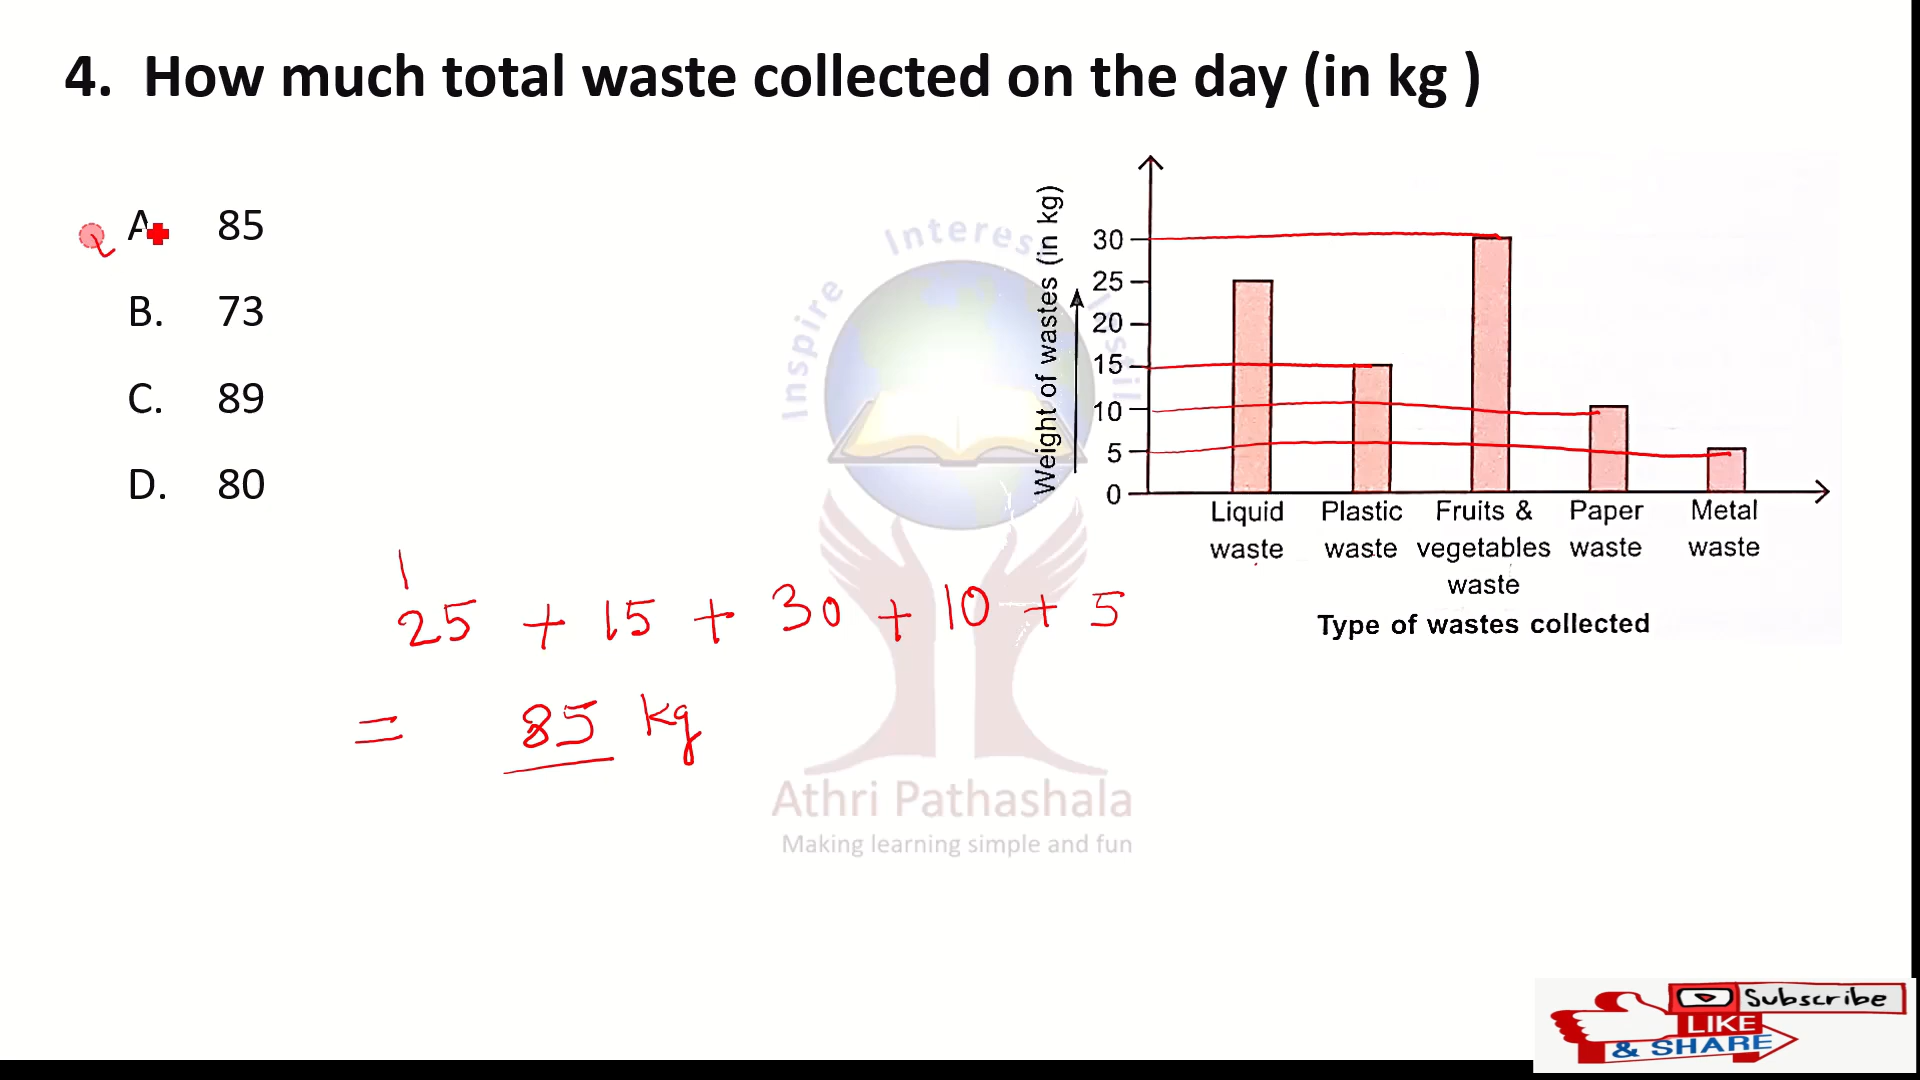 4. How much total waste collected on the day (in kg )
A. 85
B. 73
C. 89
D. 80
Inspire Interest Instil
Weight of wastes (in kg)
30
25
20
15
10
5
0
Liquid waste
Plastic waste
Fruits & vegetables waste
Paper waste
Metal waste
Type of wastes collected
1
25 + 15 + 30 + 10 + 5
= 85 kg
Athri Pathashala
Making learning simple and fun
Subscribe
LIKE
& SHARE